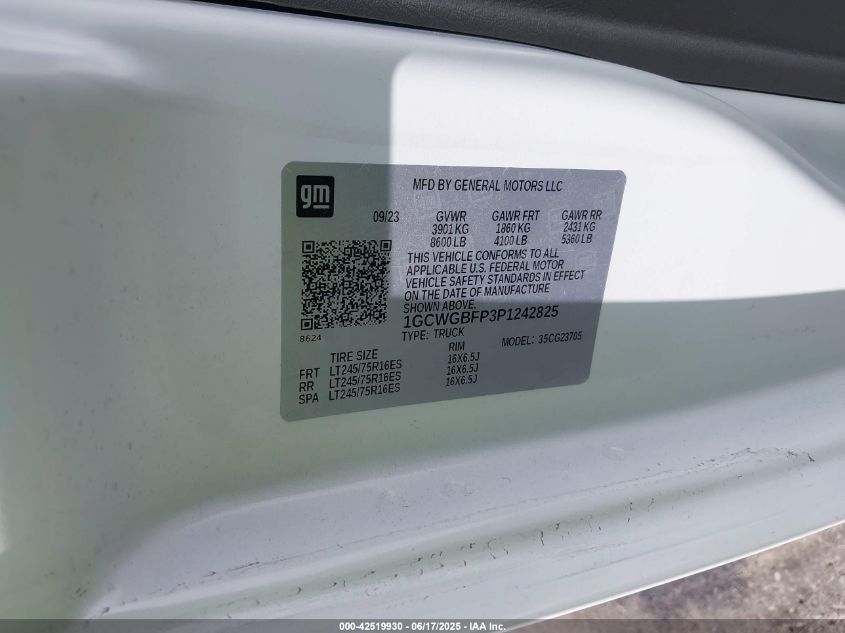 gm
MFD BY GENERAL MOTORS LLC
09/23 GVWR GAWR FRT GAWR RR
3901 KG 1860 KG 2431 KG
8600 LB 4100 LB 5360 LB
THIS VEHICLE CONFORMS TO ALL
APPLICABLE U.S. FEDERAL MOTOR
VEHICLE SAFETY STANDARDS IN EFFECT
ON THE DATE OF MANUFACTURE
SHOWN ABOVE.
1GCWGBFP3P1242825
8624 TYPE: TRUCK MODEL: 35CG23705
TIRE SIZE RIM
FRT LT245/75R16ES 16X6.5J
RR LT245/75R16ES 16X6.5J
SPA LT245/75R16ES 16X6.5J
000-42519930 - 06/17/2025 - IAA Inc.